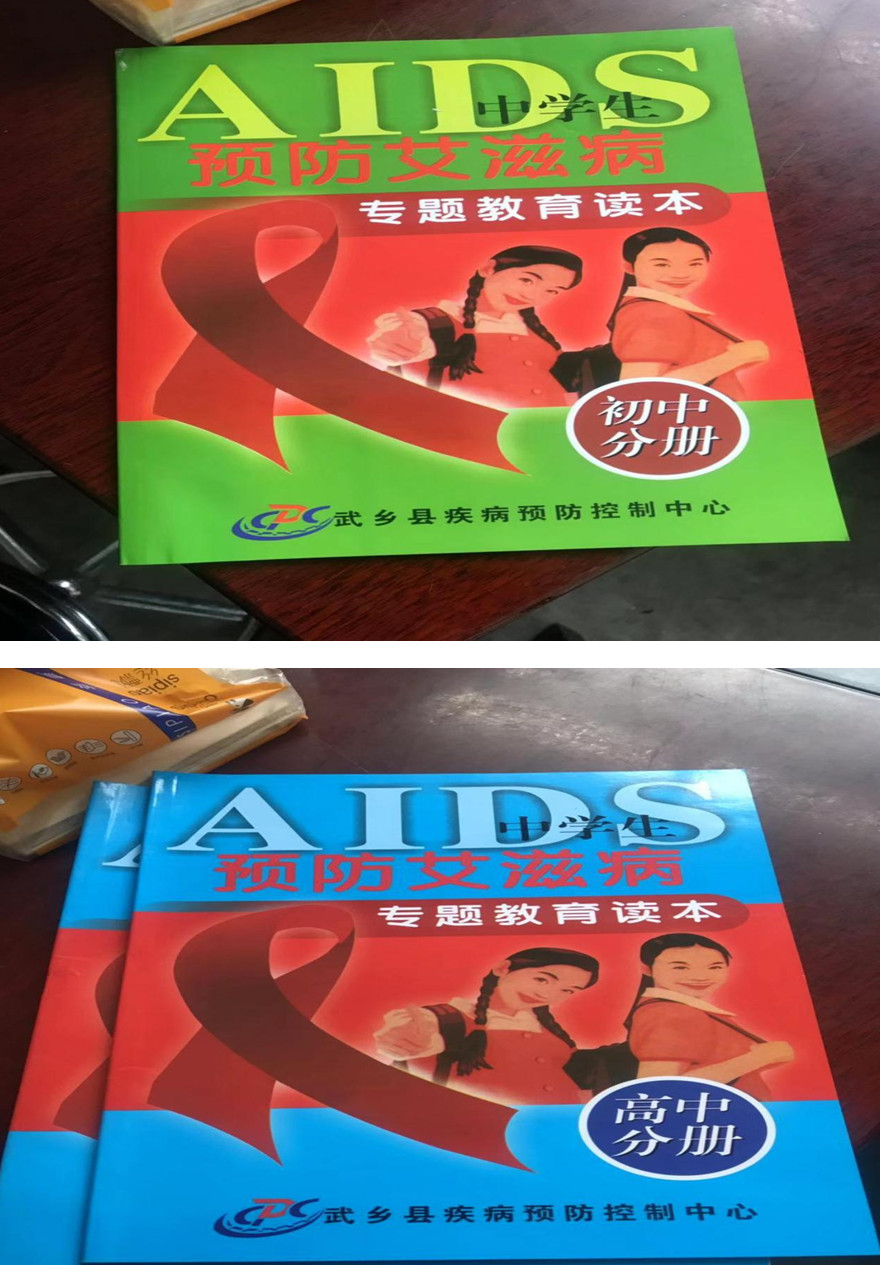 AIDS
中学生
预防艾滋病
专题教育读本
初中
分册
CDC
武乡县疾病预防控制中心
sipiao
AIDS
中学生
预防艾滋病
专题教育读本
高中
分册
CDC
武乡县疾病预防控制中心